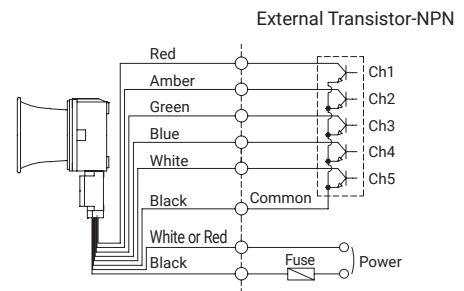 External Transistor-NPN
Red
Ch1
Amber
Ch2
Green
Ch3
Blue
Ch4
White
Ch5
Black
Common
White or Red
Black
Fuse
Power